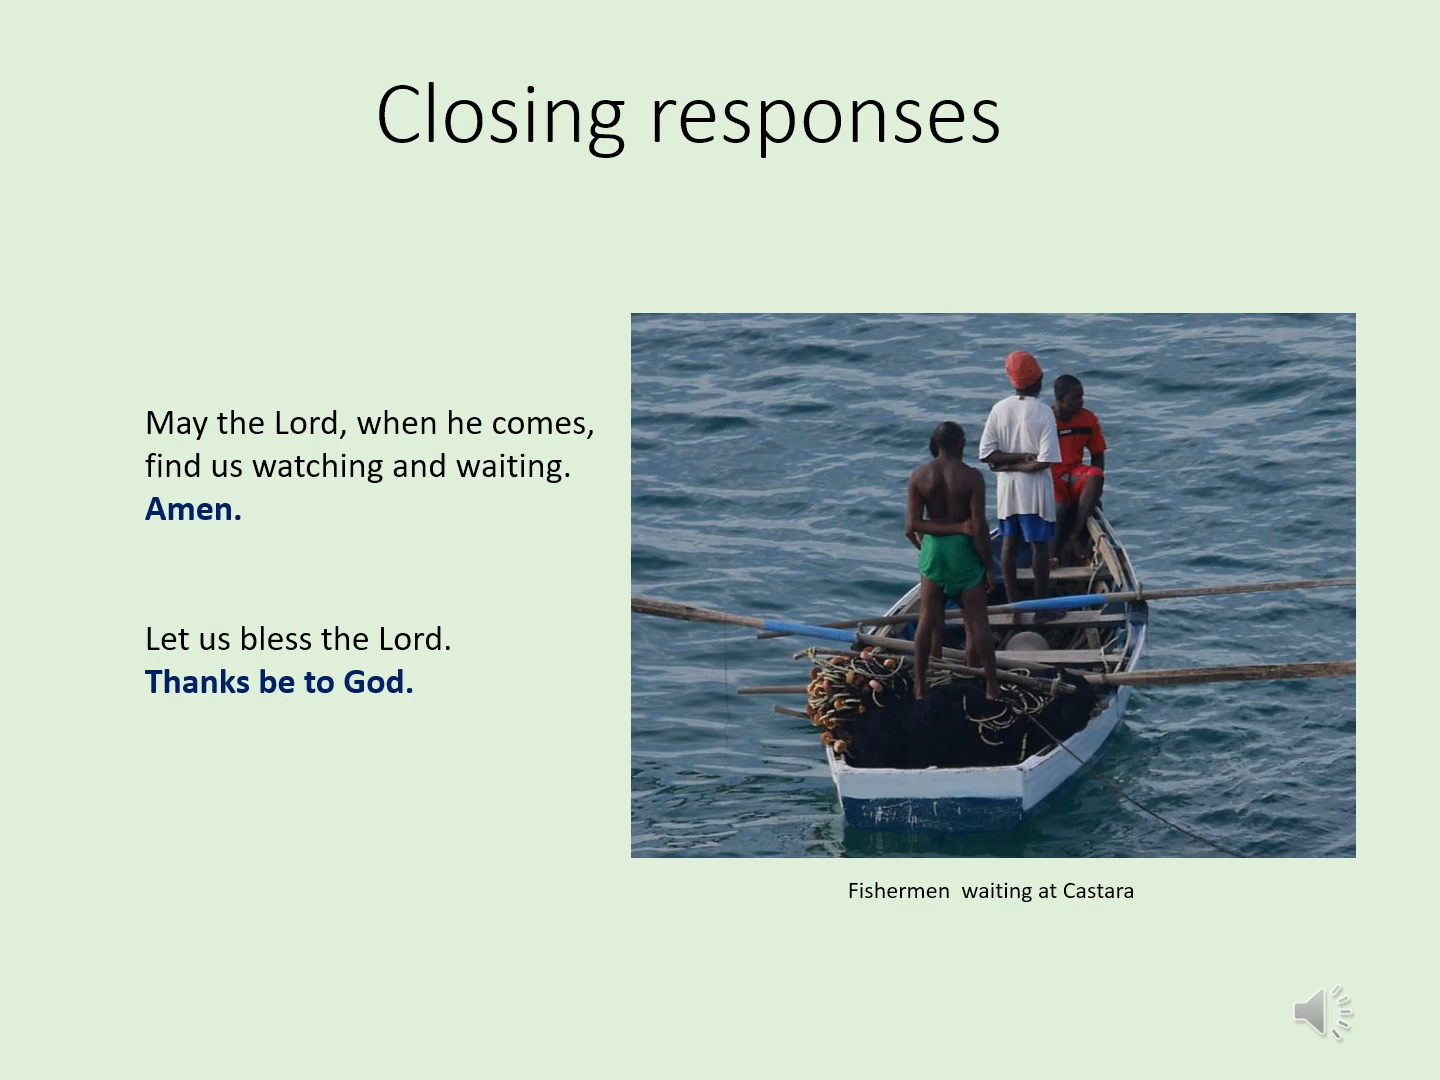 Closing responses
May the Lord, when he comes,
find us watching and waiting.
Amen.
Let us bless the Lord.
Thanks be to God.
Fishermen  waiting at Castara